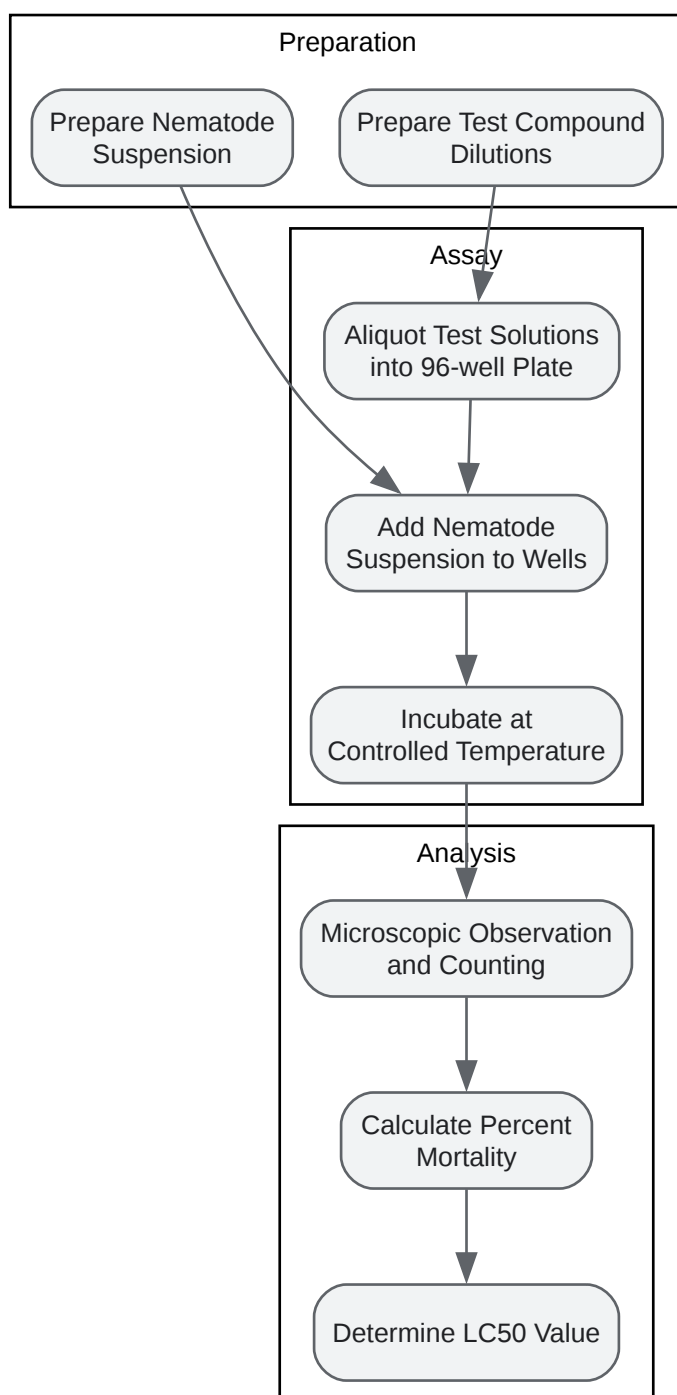 Preparation
Prepare Nematode
Suspension
Prepare Test Compound
Dilutions
Assay
Aliquot Test Solutions
into 96-well Plate
Add Nematode
Suspension to Wells
Incubate at
Controlled Temperature
Analysis
Microscopic Observation
and Counting
Calculate Percent
Mortality
Determine LC50 Value